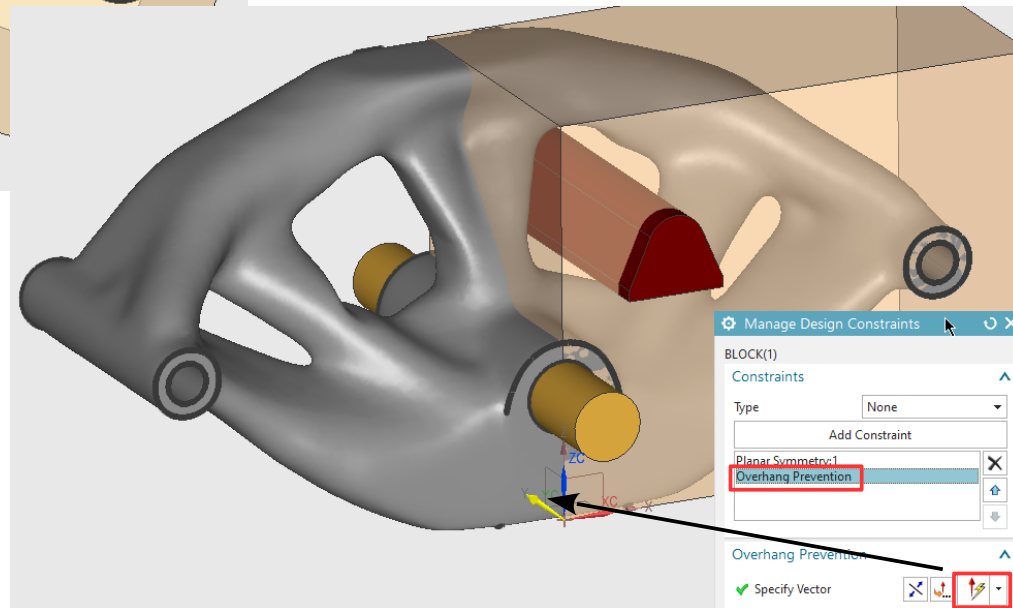 Manage Design Constraints
BLOCK(1)
Constraints
Type None
Add Constraint
Planar Symmetry:1
Overhang Prevention
Overhang Prevention
Specify Vector
ZC
Y
XC
X